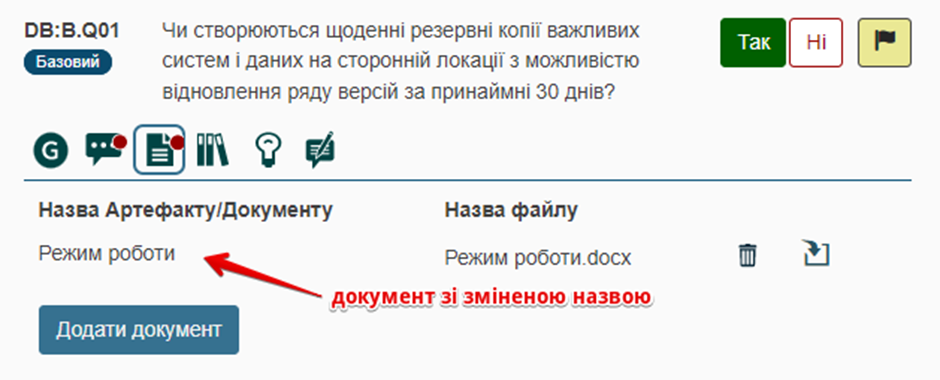 DB:B.Q01
Базовий
Чи створюються щоденні резервні копії важливих
систем і даних на сторонній локації з можливістю
відновлення ряду версій за принаймні 30 днів?
Так
Ні
G
Назва Артефакту/Документу
Назва файлу
Режим роботи
Режим роботи.docx
документ зі зміненою назвою
Додати документ